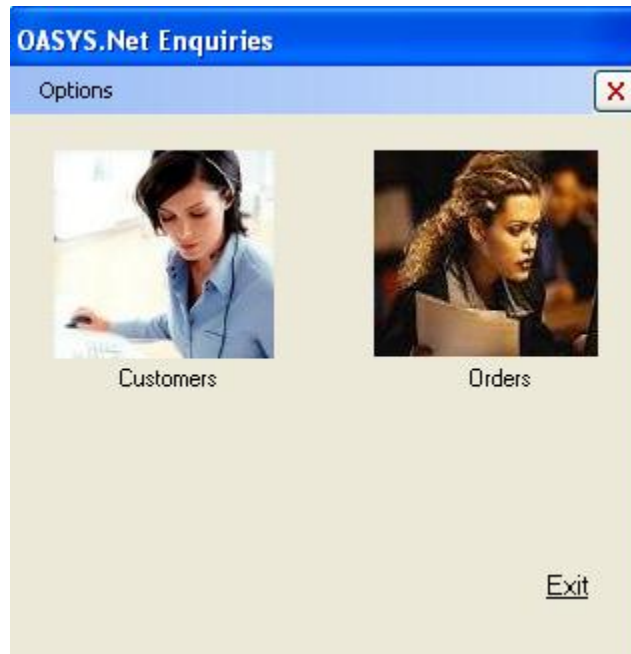 OASYS.Net Enquiries
Options
Customers
Orders
Exit